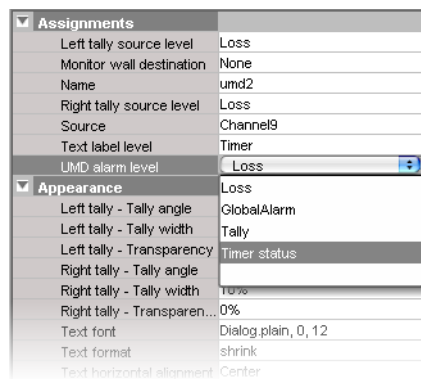 Assignments
Left tally source level Loss
Monitor wall destination None
Name umd2
Right tally source level Loss
Source Channel9
Text label level Timer
UMD alarm level Loss
Appearance Loss
Left tally - Tally angle GlobalAlarm
Left tally - Tally width Tally
Left tally - Transparency Timer status
Right tally - Tally angle
Right tally - Tally width 10%
Right tally - Transparen... 0%
Text font Dialog.plain, 0, 12
Text format shrink
Text horizontal alignment Center